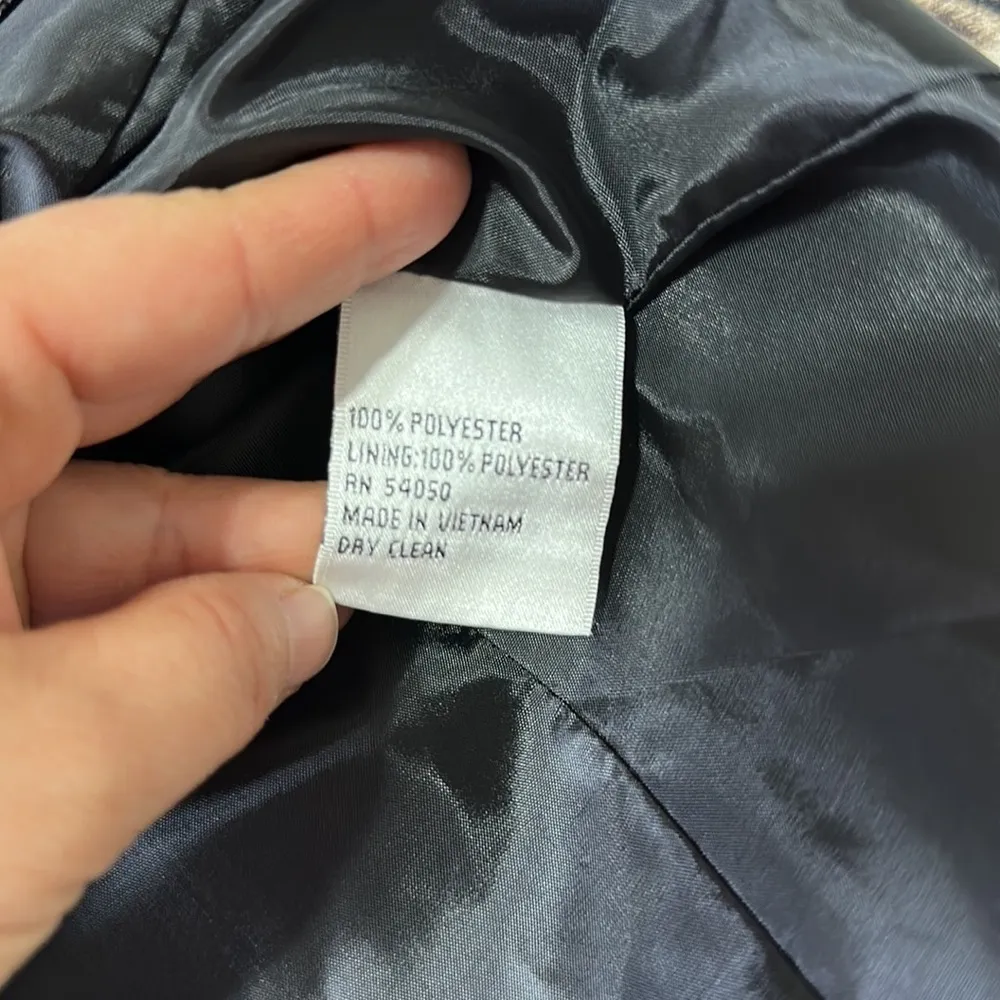 100% POLYESTER
LINING:100% POLYESTER
RN 54050
MADE IN VIETNAM
DRY CLEAN